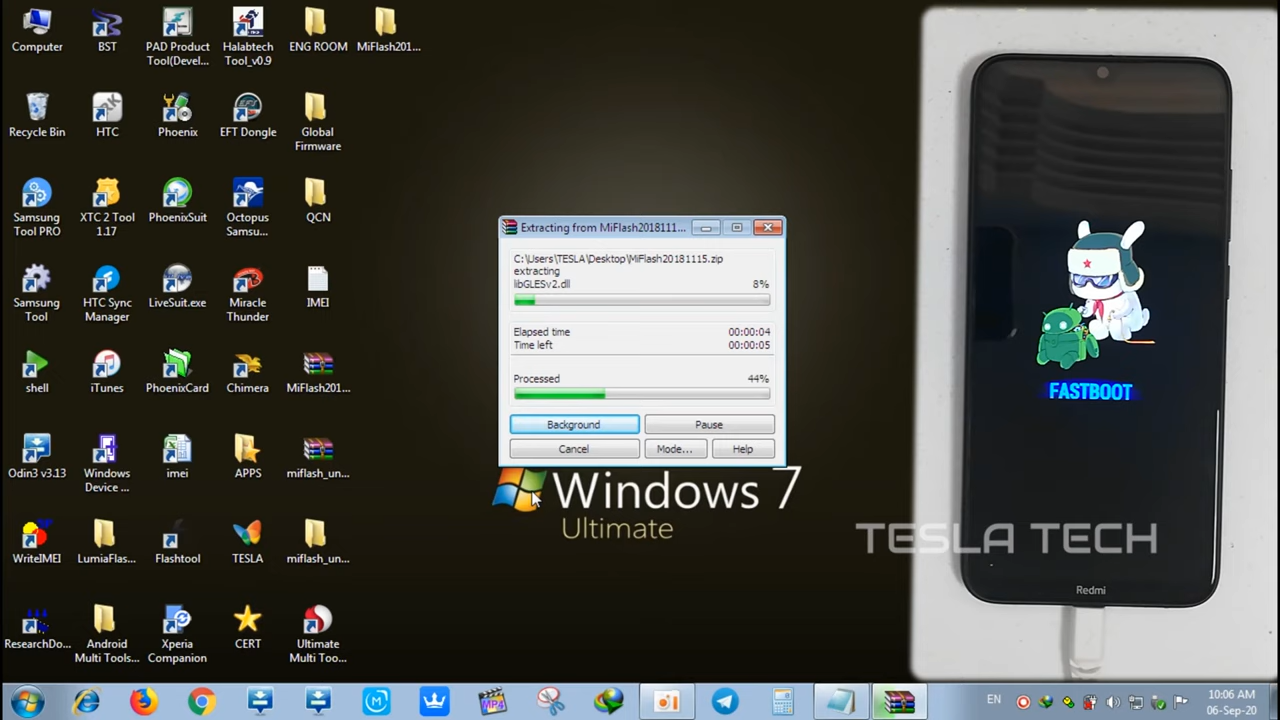 Computer
BST
PAD Product
Tool(Devel...
Halabtech
Tool_v0.9
ENG ROOM
MiFlash201...
Recycle Bin
HTC
Phoenix
EFT Dongle
Global
Firmware
Samsung
Tool PRO
XTC 2 Tool
1.17
PhoenixSuit
Octopus
Samsu...
QCN
Samsung
Tool
HTC Sync
Manager
LiveSuit.exe
Miracle
Thunder
IMEI
shell
iTunes
PhoenixCard
Chimera
MiFlash201...
Odin3 v3.13
Windows
Device ...
imei
APPS
miflash_un...
WriteIMEI
LumiaFlas...
Flashtool
TESLA
miflash_un...
ResearchDo...
Android
Multi Tools...
Xperia
Companion
CERT
Ultimate
Multi Too...
Extracting from MiFlash2018111...
C:\Users\TESLA\Desktop\MiFlash20181115.zip
extracting
libGLESv2.dll 8%
Elapsed time 00:00:04
Time left 00:00:05
Processed 44%
Background Pause
Cancel Mode... Help
Windows 7
Ultimate
FASTBOOT
TESLA TECH
Redmi
MP4
EN
10:06 AM
06-Sep-20